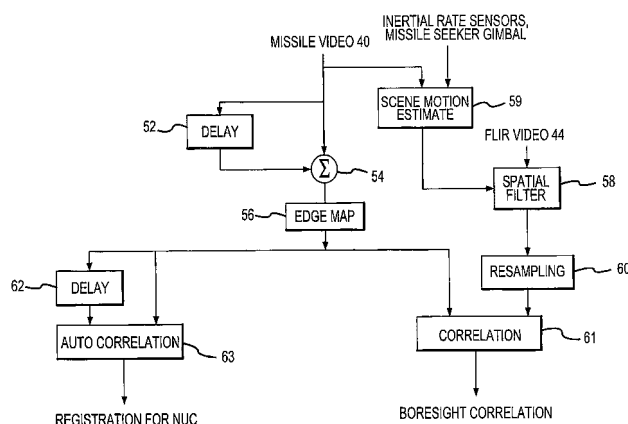 INERTIAL RATE SENSORS,
MISSILE SEEKER GIMBAL
MISSILE VIDEO 40
SCENE MOTION
ESTIMATE
59
52
DELAY
FLIR VIDEO 44
Σ
54
SPATIAL
FILTER
58
56
EDGE MAP
RESAMPLING
60
62
DELAY
AUTO CORRELATION
63
CORRELATION
61
REGISTRATION FOR NUC
BORESIGHT CORRELATION